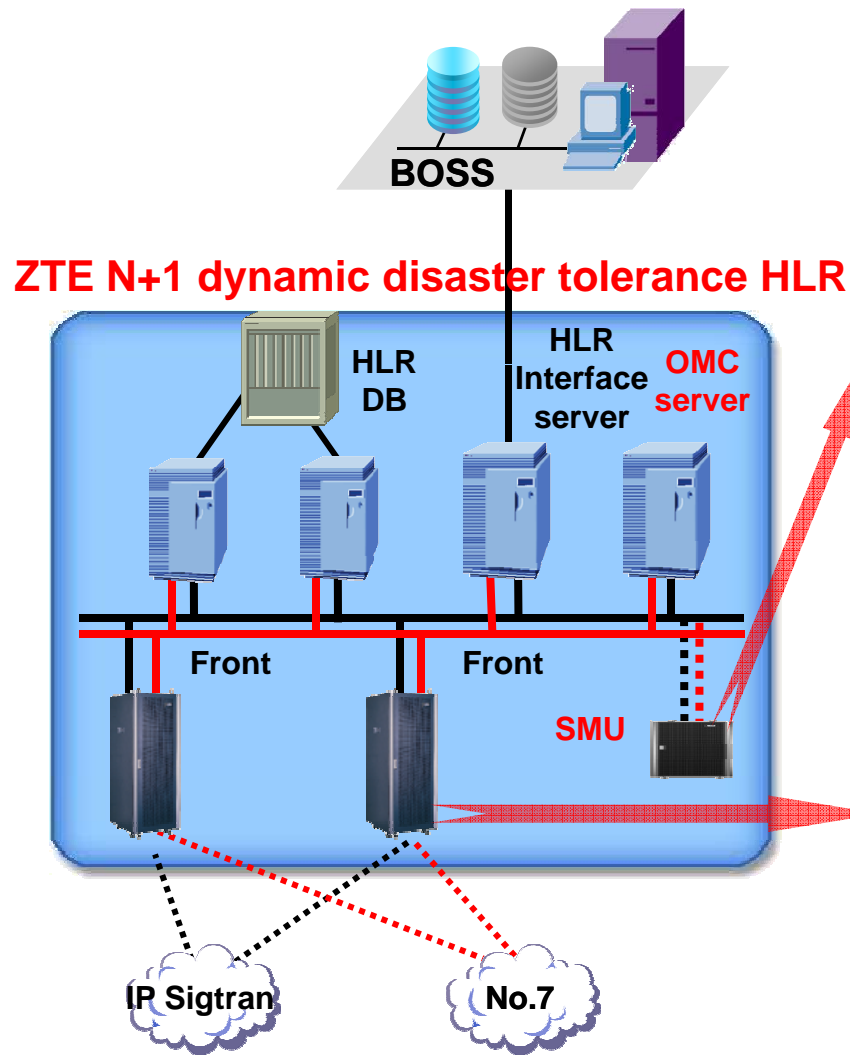 BOSS
ZTE N+1 dynamic disaster tolerance HLR
HLR
DB
HLR
Interface
server
OMC
server
Front
Front
SMU
IP Sigtran
No.7